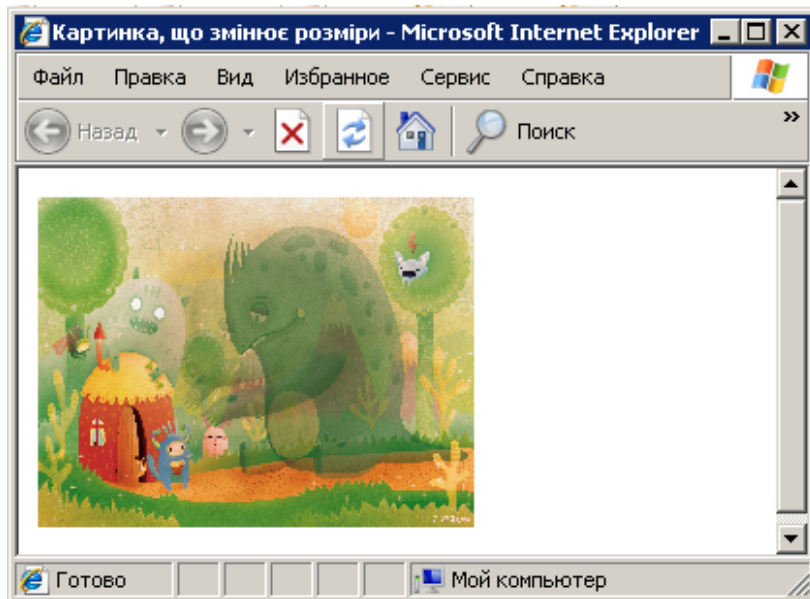 Картинка, що змінює розміри - Microsoft Internet Explorer
Файл Правка Вид Избранное Сервис Справка
Назад Поиск »
Готово Мой компьютер